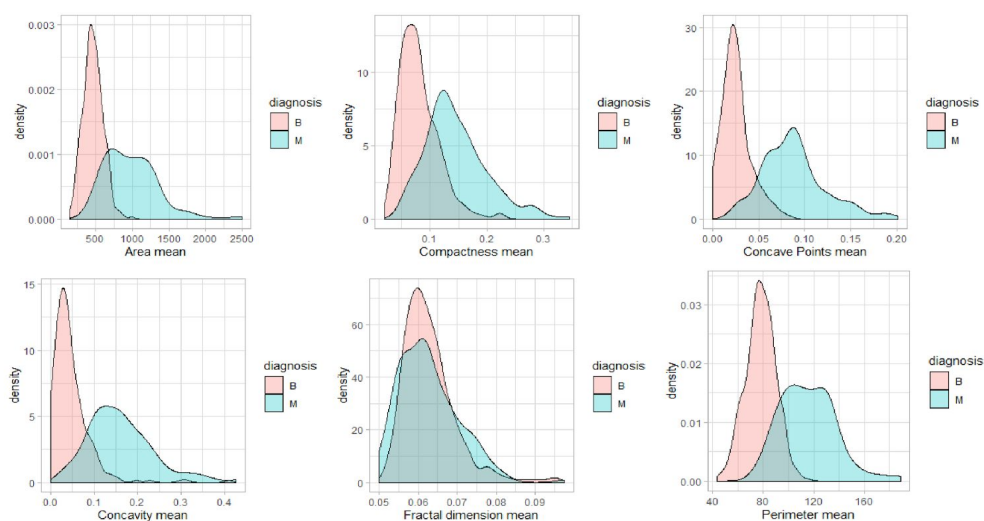 0.003
0.002
0.001
0.000
density
500 1000 1500 2000 2500
Area mean
diagnosis
B
M
10
5
0
density
0.1 0.2 0.3
Compactness mean
diagnosis
B
M
30
20
10
0
density
0.00 0.05 0.10 0.15 0.20
Concave Points mean
diagnosis
B
M
15
10
5
0
density
0.0 0.1 0.2 0.3 0.4
Concavity mean
diagnosis
B
M
60
40
20
0
density
0.05 0.06 0.07 0.08 0.09
Fractal dimension mean
diagnosis
B
M
0.03
0.02
0.01
0.00
density
40 80 120 160
Perimeter mean
diagnosis
B
M